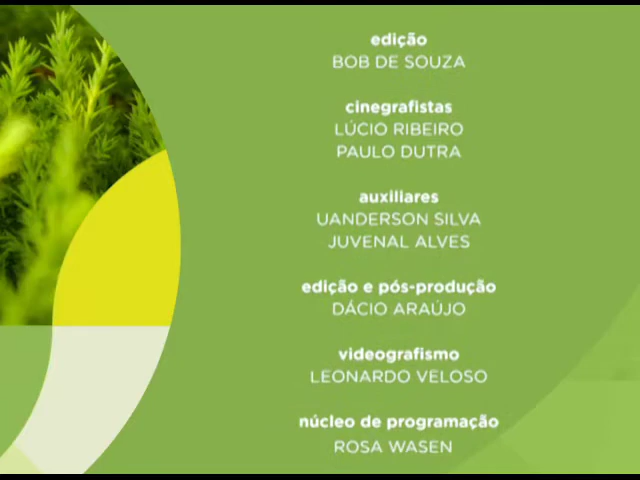 edição
BOB DE SOUZA
cinegrafistas
LÚCIO RIBEIRO
PAULO DUTRA
auxiliares
UANDERSON SILVA
JUVENAL ALVES
edição e pós-produção
DÁCIO ARAÚJO
videografismo
LEONARDO VELOSO
núcleo de programação
ROSA WASEN